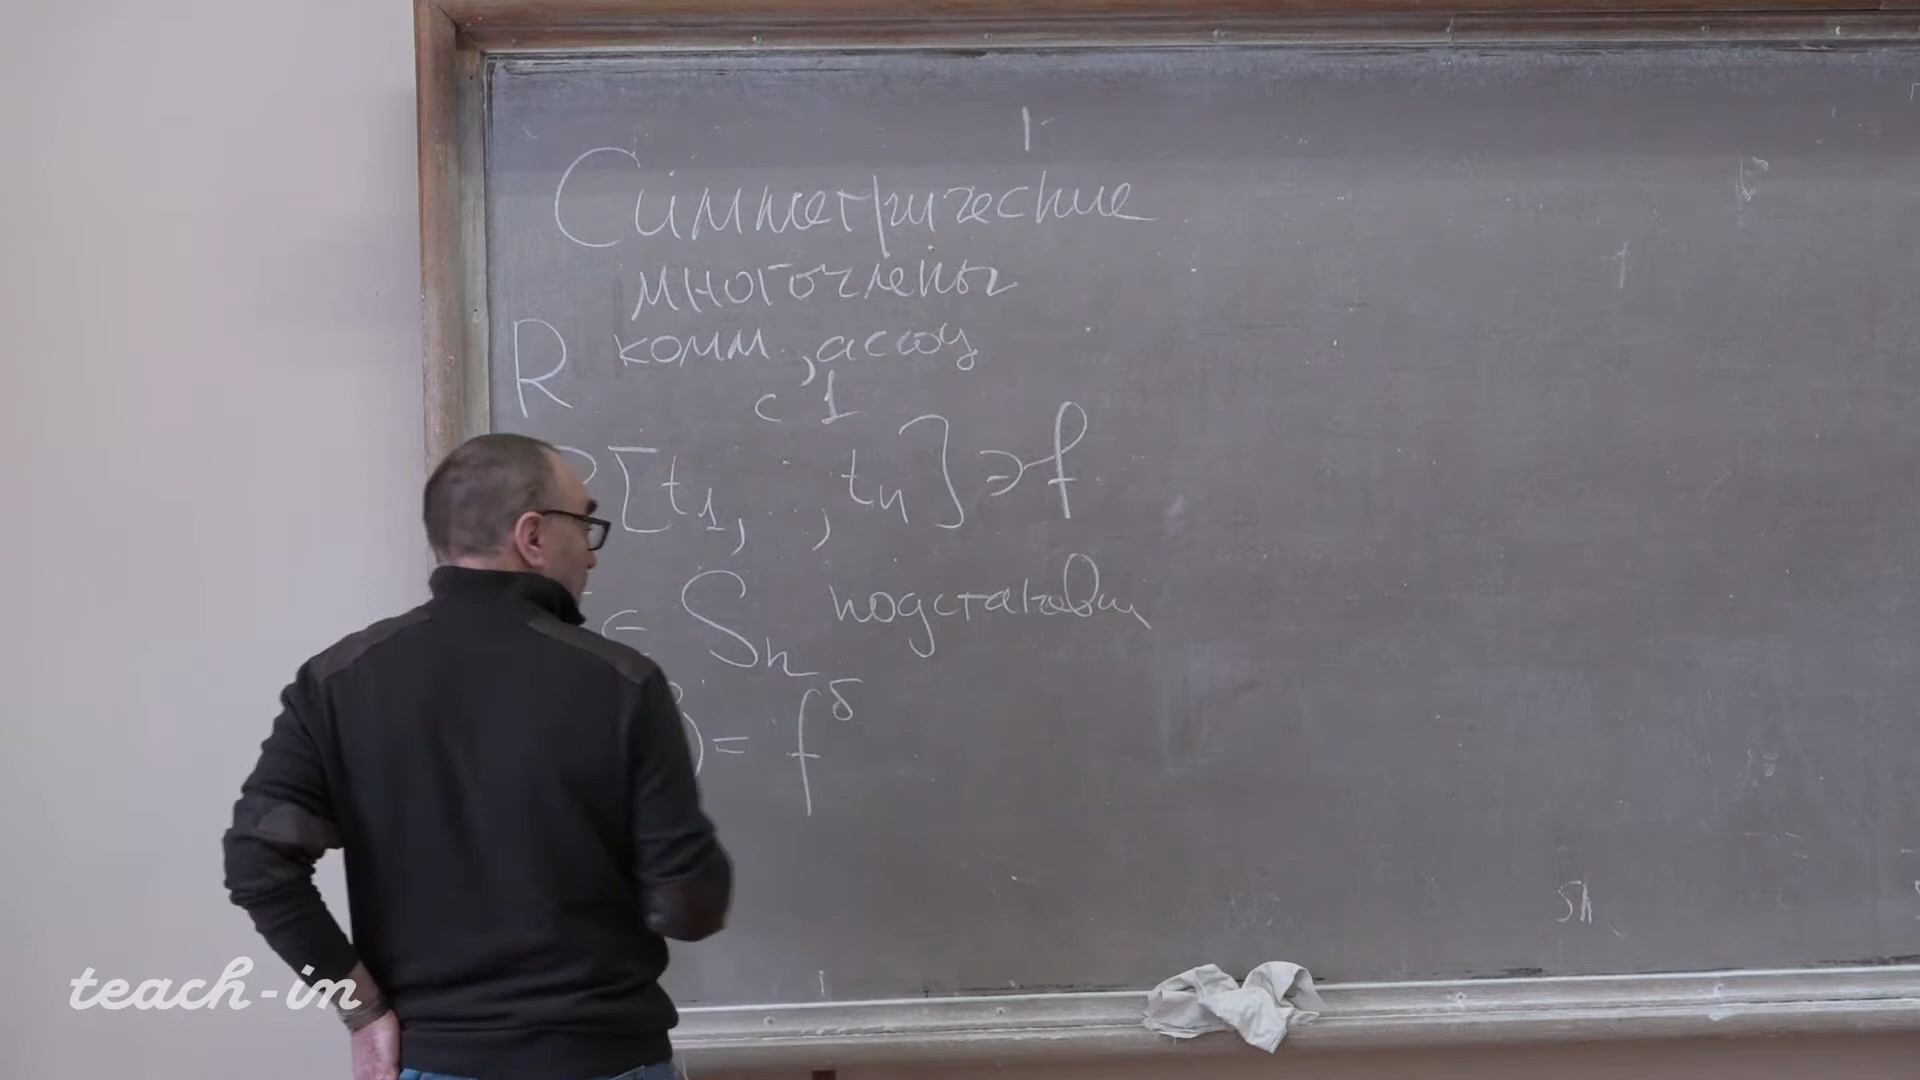 Симметрические
многочлены
R комм, ассоц
с 1
R[t₁, ..., tₙ] ∋ f
∈ Sₙ подстановки
) = f^δ
teach-in